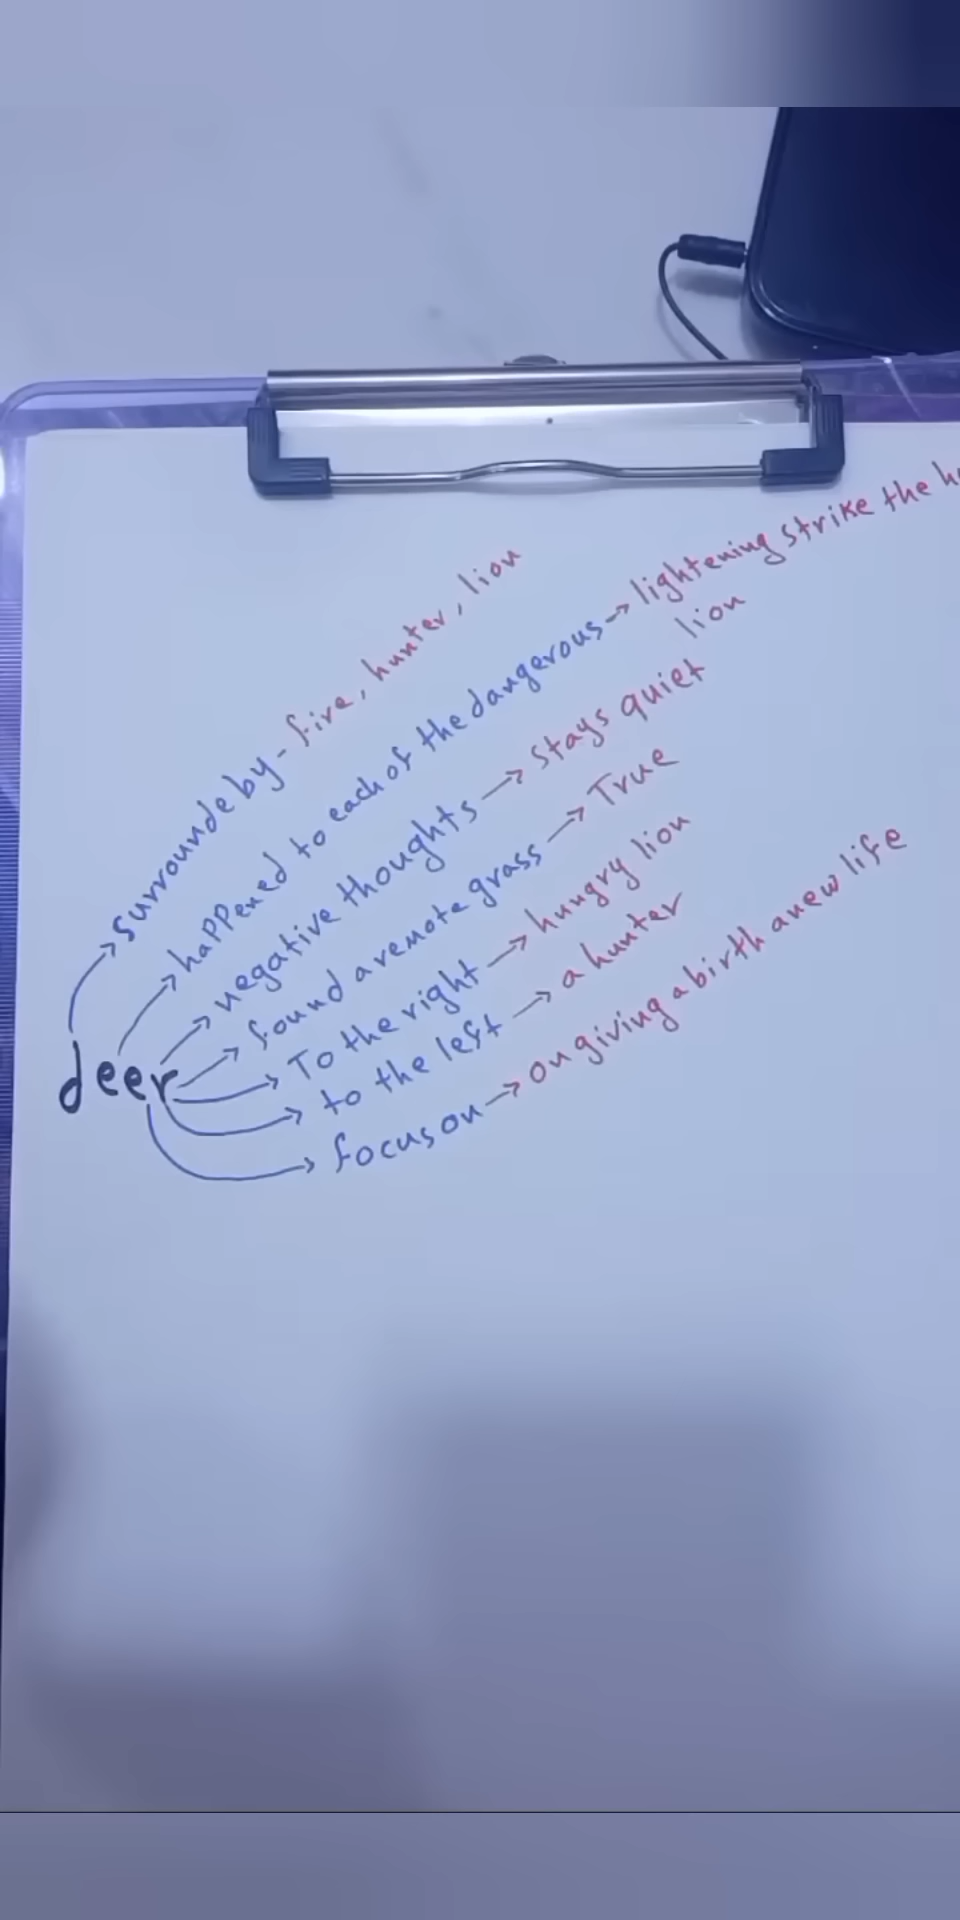 surrounde by - fire, hunter, lion
happened to each of the dangerous → lightening strike the
lion
negative thoughts → stays quiet
found a remote grass → True
To the right → hungry lion
to the left → a hunter
focus on → on giving a birth a new life
deer